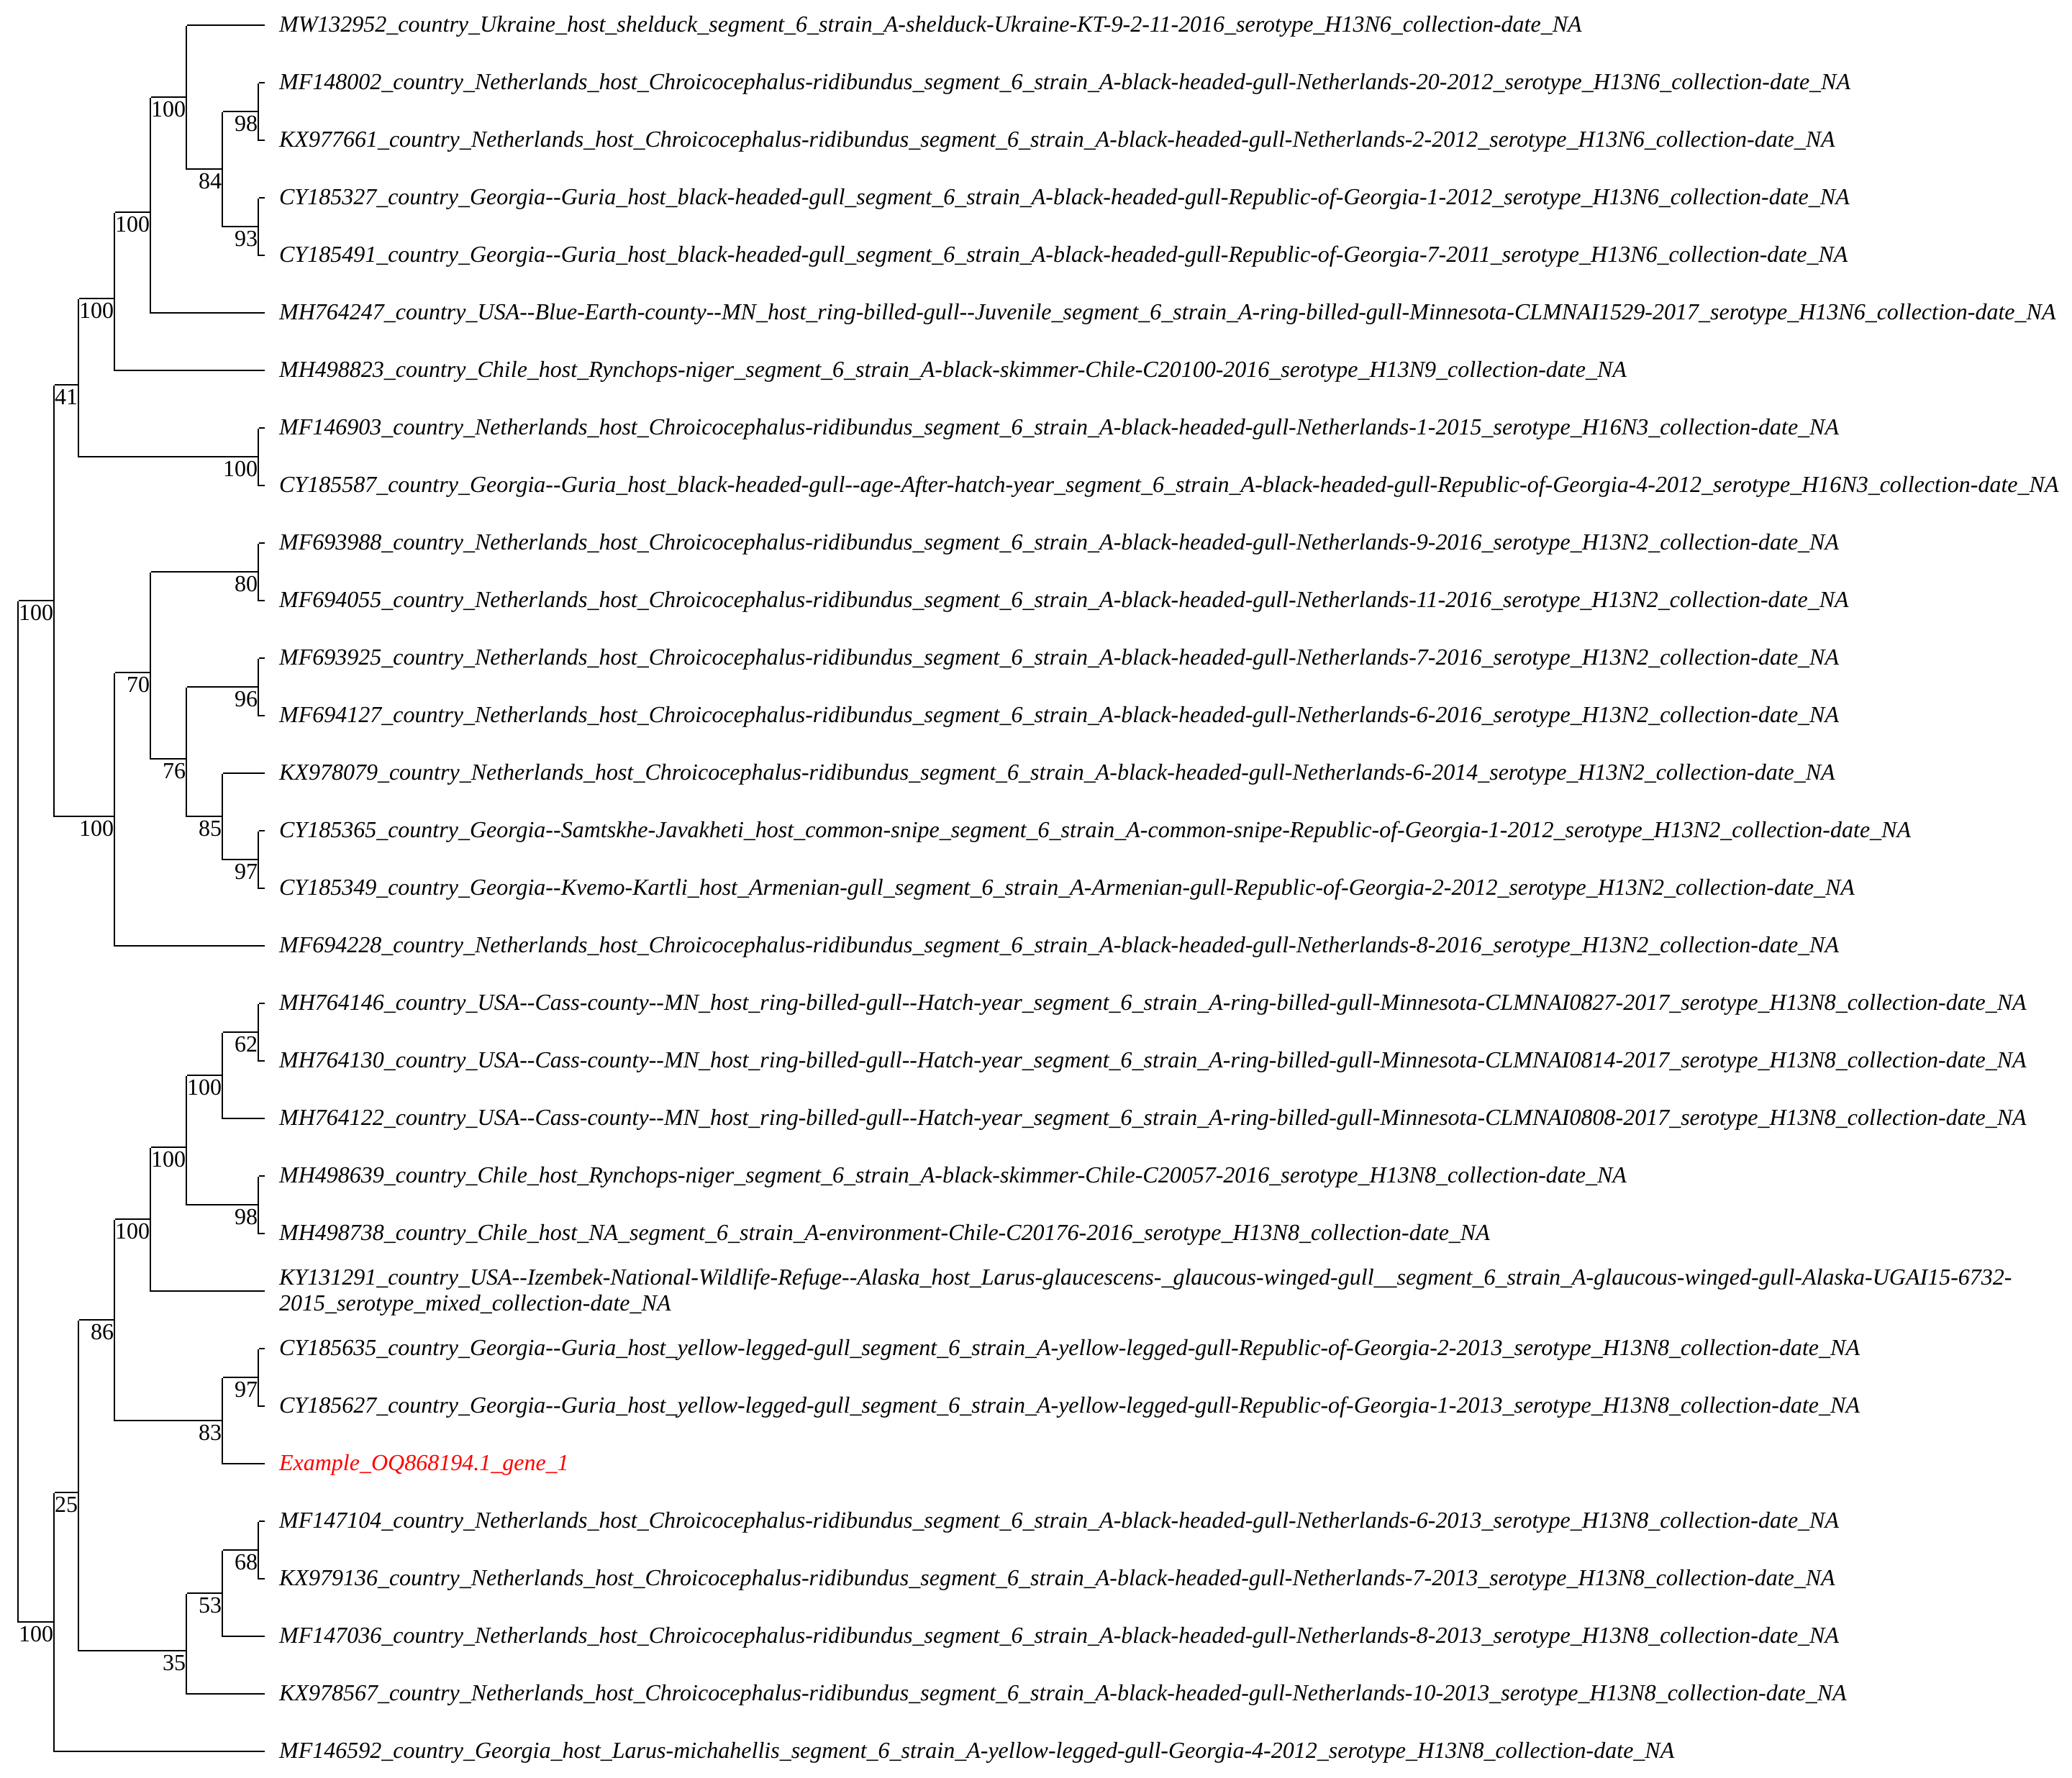 MW132952_country_Ukraine_host_shelduck_segment_6_strain_A-shelduck-Ukraine-KT-9-2-11-2016_serotype_H13N6_collection-date_NA
MF148002_country_Netherlands_host_Chroicocephalus-ridibundus_segment_6_strain_A-black-headed-gull-Netherlands-20-2012_serotype_H13N6_collection-date_NA
100
98
KX977661_country_Netherlands_host_Chroicocephalus-ridibundus_segment_6_strain_A-black-headed-gull-Netherlands-2-2012_serotype_H13N6_collection-date_NA
84
CY185327_country_Georgia--Guria_host_black-headed-gull_segment_6_strain_A-black-headed-gull-Republic-of-Georgia-1-2012_serotype_H13N6_collection-date_NA
100
93
CY185491_country_Georgia--Guria_host_black-headed-gull_segment_6_strain_A-black-headed-gull-Republic-of-Georgia-7-2011_serotype_H13N6_collection-date_NA
100
MH764247_country_USA--Blue-Earth-county--MN_host_ring-billed-gull--Juvenile_segment_6_strain_A-ring-billed-gull-Minnesota-CLMNAI1529-2017_serotype_H13N6_collection-date_NA
MH498823_country_Chile_host_Rynchops-niger_segment_6_strain_A-black-skimmer-Chile-C20100-2016_serotype_H13N9_collection-date_NA
41
MF146903_country_Netherlands_host_Chroicocephalus-ridibundus_segment_6_strain_A-black-headed-gull-Netherlands-1-2015_serotype_H16N3_collection-date_NA
100
CY185587_country_Georgia--Guria_host_black-headed-gull--age-After-hatch-year_segment_6_strain_A-black-headed-gull-Republic-of-Georgia-4-2012_serotype_H16N3_collection-date_NA
MF693988_country_Netherlands_host_Chroicocephalus-ridibundus_segment_6_strain_A-black-headed-gull-Netherlands-9-2016_serotype_H13N2_collection-date_NA
80
MF694055_country_Netherlands_host_Chroicocephalus-ridibundus_segment_6_strain_A-black-headed-gull-Netherlands-11-2016_serotype_H13N2_collection-date_NA
100
MF693925_country_Netherlands_host_Chroicocephalus-ridibundus_segment_6_strain_A-black-headed-gull-Netherlands-7-2016_serotype_H13N2_collection-date_NA
70
96
MF694127_country_Netherlands_host_Chroicocephalus-ridibundus_segment_6_strain_A-black-headed-gull-Netherlands-6-2016_serotype_H13N2_collection-date_NA
76
KX978079_country_Netherlands_host_Chroicocephalus-ridibundus_segment_6_strain_A-black-headed-gull-Netherlands-6-2014_serotype_H13N2_collection-date_NA
100
85
CY185365_country_Georgia--Samtskhe-Javakheti_host_common-snipe_segment_6_strain_A-common-snipe-Republic-of-Georgia-1-2012_serotype_H13N2_collection-date_NA
97
CY185349_country_Georgia--Kvemo-Kartli_host_Armenian-gull_segment_6_strain_A-Armenian-gull-Republic-of-Georgia-2-2012_serotype_H13N2_collection-date_NA
MF694228_country_Netherlands_host_Chroicocephalus-ridibundus_segment_6_strain_A-black-headed-gull-Netherlands-8-2016_serotype_H13N2_collection-date_NA
MH764146_country_USA--Cass-county--MN_host_ring-billed-gull--Hatch-year_segment_6_strain_A-ring-billed-gull-Minnesota-CLMNAI0827-2017_serotype_H13N8_collection-date_NA
62
MH764130_country_USA--Cass-county--MN_host_ring-billed-gull--Hatch-year_segment_6_strain_A-ring-billed-gull-Minnesota-CLMNAI0814-2017_serotype_H13N8_collection-date_NA
100
MH764122_country_USA--Cass-county--MN_host_ring-billed-gull--Hatch-year_segment_6_strain_A-ring-billed-gull-Minnesota-CLMNAI0808-2017_serotype_H13N8_collection-date_NA
100
MH498639_country_Chile_host_Rynchops-niger_segment_6_strain_A-black-skimmer-Chile-C20057-2016_serotype_H13N8_collection-date_NA
98
MH498738_country_Chile_host_NA_segment_6_strain_A-environment-Chile-C20176-2016_serotype_H13N8_collection-date_NA
100
KY131291_country_USA--Izembek-National-Wildlife-Refuge--Alaska_host_Larus-glaucescens-_glaucous-winged-gull__segment_6_strain_A-glaucous-winged-gull-Alaska-UGAI15-6732-
2015_serotype_mixed_collection-date_NA
86
CY185635_country_Georgia--Guria_host_yellow-legged-gull_segment_6_strain_A-yellow-legged-gull-Republic-of-Georgia-2-2013_serotype_H13N8_collection-date_NA
97
CY185627_country_Georgia--Guria_host_yellow-legged-gull_segment_6_strain_A-yellow-legged-gull-Republic-of-Georgia-1-2013_serotype_H13N8_collection-date_NA
83
Example_OQ868194.1_gene_1
25
MF147104_country_Netherlands_host_Chroicocephalus-ridibundus_segment_6_strain_A-black-headed-gull-Netherlands-6-2013_serotype_H13N8_collection-date_NA
68
KX979136_country_Netherlands_host_Chroicocephalus-ridibundus_segment_6_strain_A-black-headed-gull-Netherlands-7-2013_serotype_H13N8_collection-date_NA
53
100
MF147036_country_Netherlands_host_Chroicocephalus-ridibundus_segment_6_strain_A-black-headed-gull-Netherlands-8-2013_serotype_H13N8_collection-date_NA
35
KX978567_country_Netherlands_host_Chroicocephalus-ridibundus_segment_6_strain_A-black-headed-gull-Netherlands-10-2013_serotype_H13N8_collection-date_NA
MF146592_country_Georgia_host_Larus-michahellis_segment_6_strain_A-yellow-legged-gull-Georgia-4-2012_serotype_H13N8_collection-date_NA